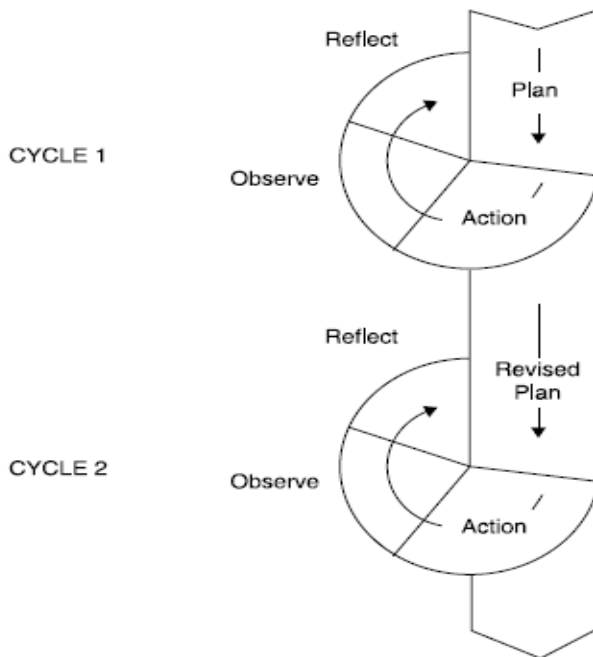 Reflect
Plan
CYCLE 1
Observe
Action
Reflect
Revised
Plan
CYCLE 2
Observe
Action